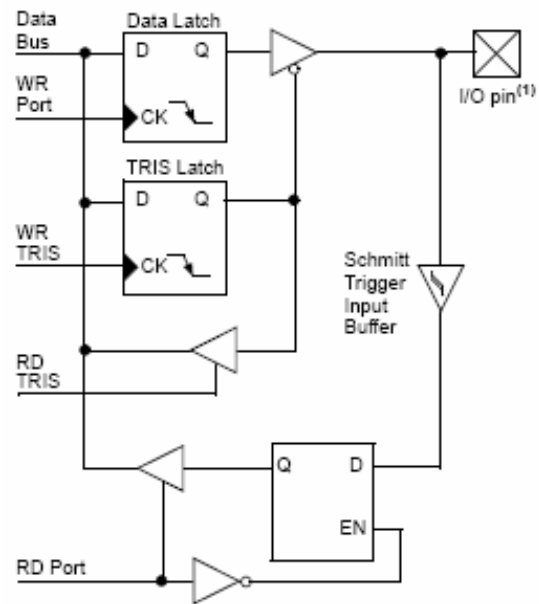 Data
Bus
Data Latch
D Q
WR
Port
CK
I/O pin(1)
TRIS Latch
D Q
WR
TRIS
CK
Schmitt
Trigger
Input
Buffer
RD
TRIS
Q D
EN
RD Port